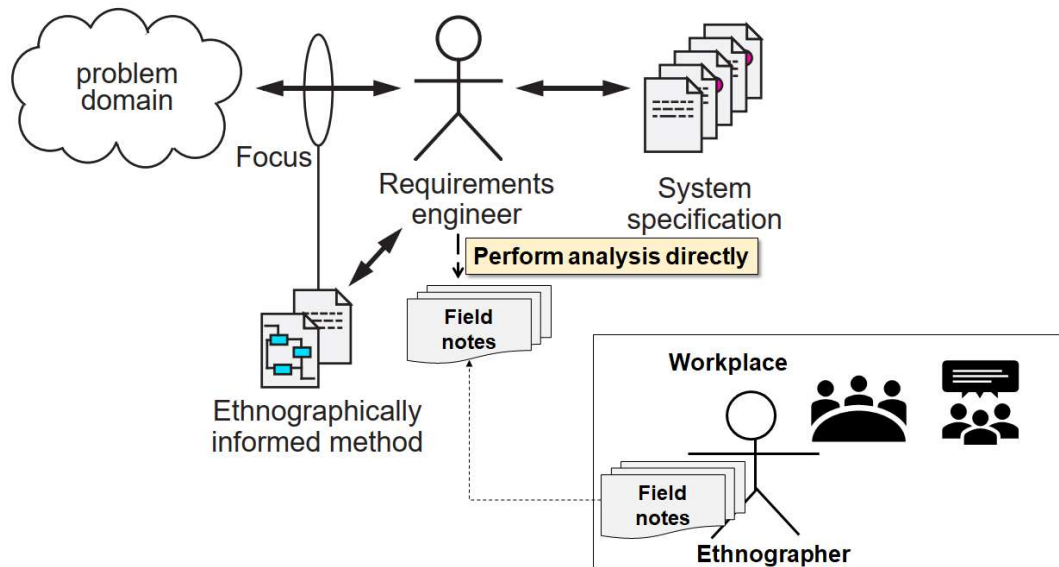 problem
domain
Focus
Requirements
engineer
System
specification
Perform analysis directly
Field
notes
Ethnographically
informed method
Workplace
Field
notes
Ethnographer